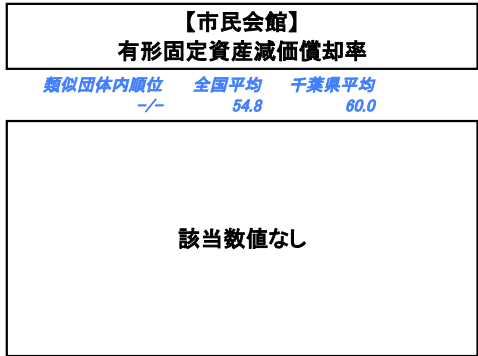 【市民会館】
有形固定資産減価償却率
類似団体内順位 全国平均 千葉県平均
-/- 54.8 60.0
該当数値なし